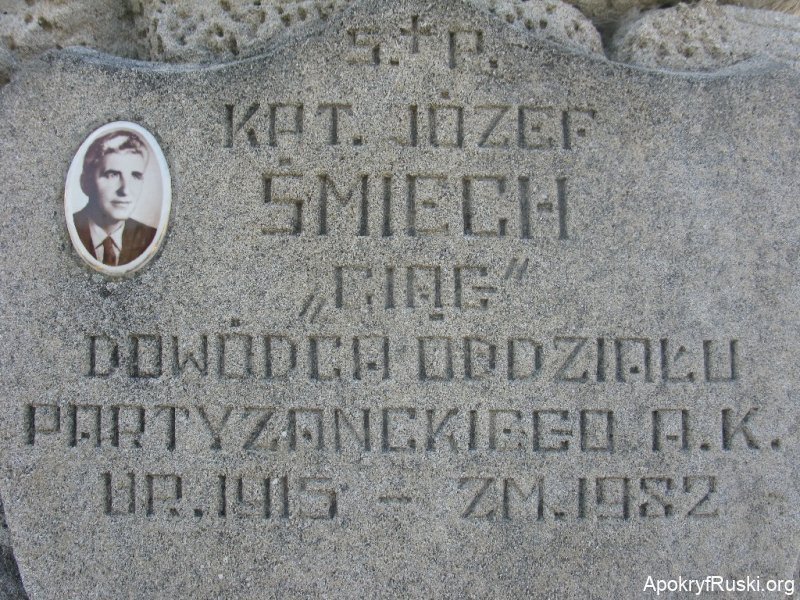 Ś.†P.
KPT. JÓZEF
ŚMIECH
„CIĄG”
DOWÓDCA ODDZIAŁU
PARTYZANCKIEGO A.K.
UR.1915 - ZM.1982
ApokryfRuski.org